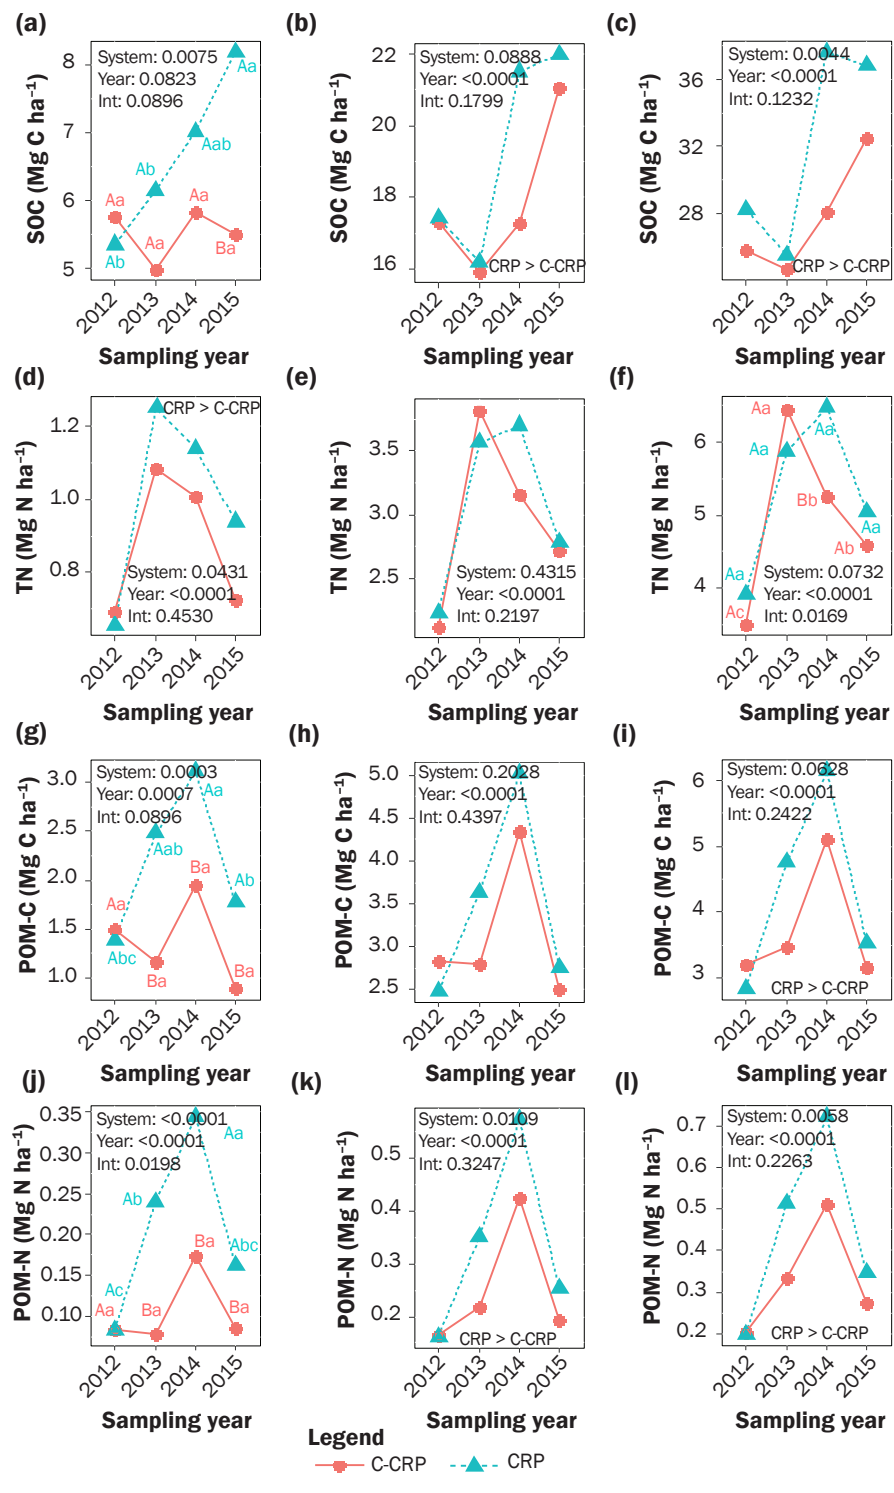 (a)
SOC (Mg C ha⁻¹)
8
7
6
5
System: 0.0075
Year: 0.0823
Int: 0.0896
Aa
Aab
Ab
Aa
Aa
Aa
Ba
Ab
2012
2013
2014
2015
Sampling year
(b)
SOC (Mg C ha⁻¹)
22
20
18
16
System: 0.0888
Year: <0.0001
Int: 0.1799
CRP > C-CRP
2012
2013
2014
2015
Sampling year
(c)
SOC (Mg C ha⁻¹)
36
32
28
System: 0.0044
Year: <0.0001
Int: 0.1232
CRP > C-CRP
2012
2013
2014
2015
Sampling year
(d)
TN (Mg N ha⁻¹)
1.2
1.0
0.8
CRP > C-CRP
System: 0.0431
Year: <0.0001
Int: 0.4530
2012
2013
2014
2015
Sampling year
(e)
TN (Mg N ha⁻¹)
3.5
3.0
2.5
System: 0.4315
Year: <0.0001
Int: 0.2197
2012
2013
2014
2015
Sampling year
(f)
TN (Mg N ha⁻¹)
6
5
4
Aa
Aa
Aa
Bb
Aa
Ab
Aa
Ac
System: 0.0732
Year: <0.0001
Int: 0.0169
2012
2013
2014
2015
Sampling year
(g)
POM-C (Mg C ha⁻¹)
3.0
2.5
2.0
1.5
1.0
System: 0.0003
Year: 0.0007
Int: 0.0896
Aa
Aab
Ba
Ab
Aa
Abc
Ba
Ba
2012
2013
2014
2015
Sampling year
(h)
POM-C (Mg C ha⁻¹)
5.0
4.5
4.0
3.5
2.8
2.5
System: 0.2028
Year: <0.0001
Int: 0.4397
2012
2013
2014
2015
Sampling year
(i)
POM-C (Mg C ha⁻¹)
6
5
4
3
System: 0.0628
Year: <0.0001
Int: 0.2422
CRP > C-CRP
2012
2013
2014
2015
Sampling year
(j)
POM-N (Mg N ha⁻¹)
0.35
0.30
0.25
0.20
0.15
0.10
System: <0.0001
Year: <0.0001
Int: 0.0198
Aa
Ab
Ba
Abc
Ac
Aa
Ba
Ba
2012
2013
2014
2015
Sampling year
(k)
POM-N (Mg N ha⁻¹)
0.5
0.4
0.3
0.2
System: 0.0109
Year: <0.0001
Int: 0.3247
CRP > C-CRP
2012
2013
2014
2015
Sampling year
(l)
POM-N (Mg N ha⁻¹)
0.7
0.6
0.5
0.4
0.3
0.2
System: 0.0058
Year: <0.0001
Int: 0.2263
CRP > C-CRP
2012
2013
2014
2015
Sampling year
Legend
C-CRP
CRP